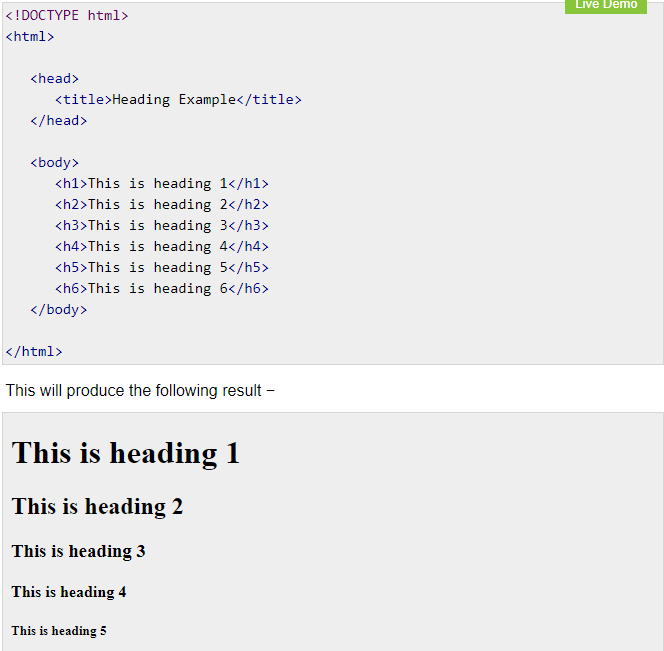 Live Demo
<!DOCTYPE html>
<html>
<head>
<title>Heading Example</title>
</head>
<body>
<h1>This is heading 1</h1>
<h2>This is heading 2</h2>
<h3>This is heading 3</h3>
<h4>This is heading 4</h4>
<h5>This is heading 5</h5>
<h6>This is heading 6</h6>
</body>
</html>
This will produce the following result −
This is heading 1
This is heading 2
This is heading 3
This is heading 4
This is heading 5